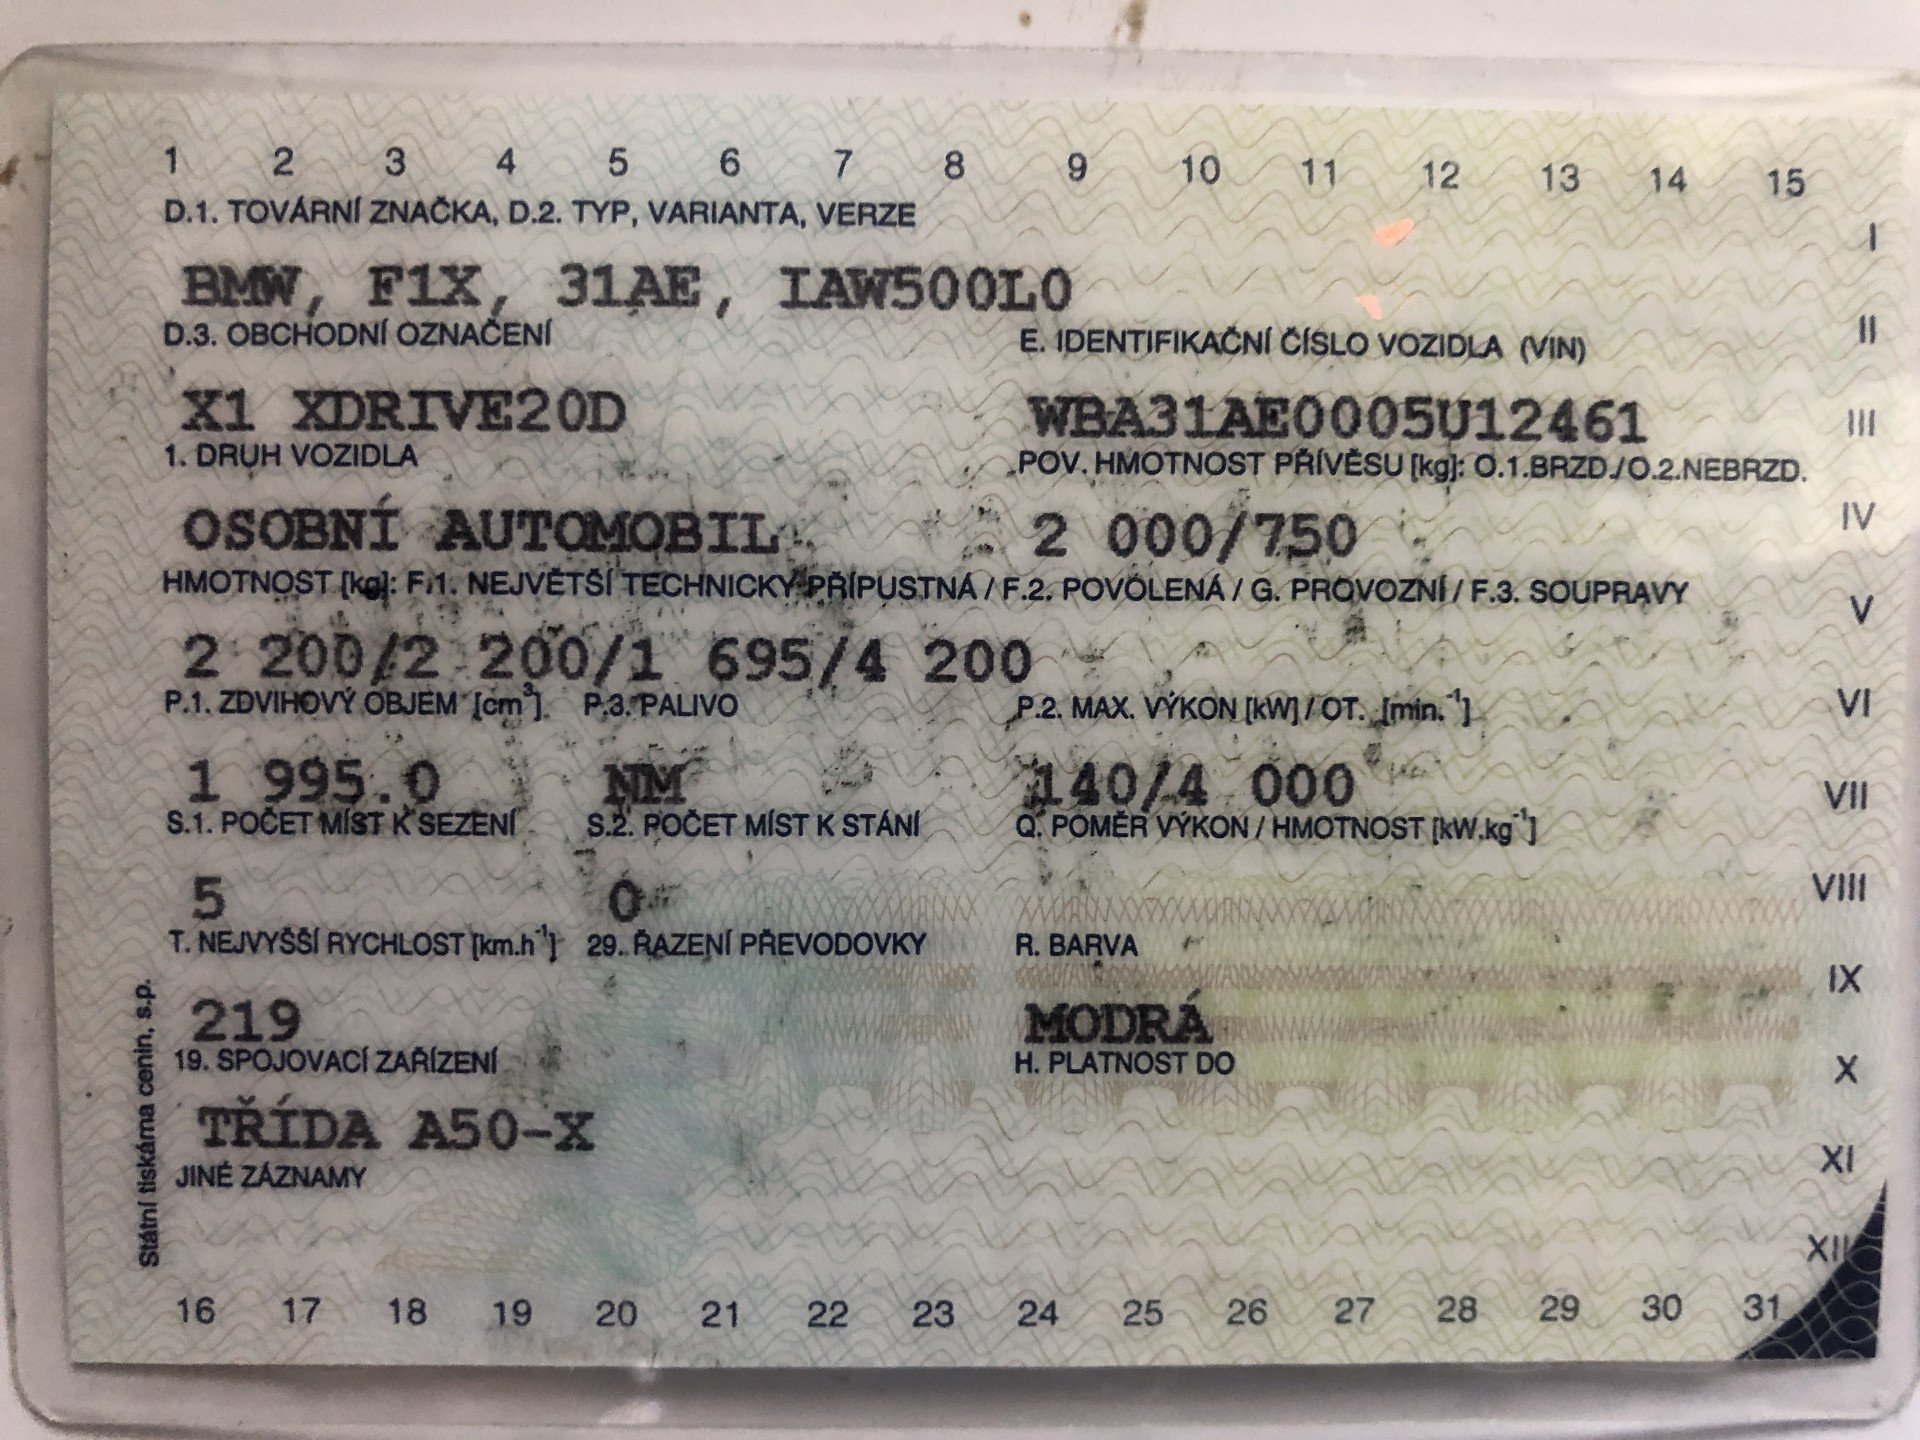 1 2 3 4 5 6 7 8 9 10 11 12 13 14 15
D.1. TOVÁRNÍ ZNAČKA, D.2. TYP, VARIANTA, VERZE
I
BMW, F1X, 31AE, IAW500L0
D.3. OBCHODNÍ OZNAČENÍ E. IDENTIFIKAČNÍ ČÍSLO VOZIDLA (VIN)
II
X1 XDRIVE20D WBA31AE0005U12461
III
1. DRUH VOZIDLA POV. HMOTNOST PŘÍVĚSU [kg]: O.1.BRZD./O.2.NEBRZD.
OSOBNÍ AUTOMOBIL 2 000/750
IV
HMOTNOST [kg]: F.1. NEJVĚTŠÍ TECHNICKY PŘÍPUSTNÁ / F.2. POVOLENÁ / G. PROVOZNÍ / F.3. SOUPRAVY
V
2 200/2 200/1 695/4 200
P.1. ZDVIHOVÝ OBJEM [cm³] P.3. PALIVO P.2. MAX. VÝKON [kW] / OT. [min.⁻¹]
VI
1 995.0 NM 140/4 000
VII
S.1. POČET MÍST K SEZENÍ S.2. POČET MÍST K STÁNÍ Q. POMĚR VÝKON / HMOTNOST [kW.kg⁻¹]
5 0
VIII
T. NEJVYŠŠÍ RYCHLOST [km.h⁻¹] 29. ŘAZENÍ PŘEVODOVKY R. BARVA
IX
219 MODRÁ
19. SPOJOVACÍ ZAŘÍZENÍ H. PLATNOST DO
X
TŘÍDA A50-X
XI
JINÉ ZÁZNAMY
XII
16 17 18 19 20 21 22 23 24 25 26 27 28 29 30 31
Státní tiskárna cenin, s.p.